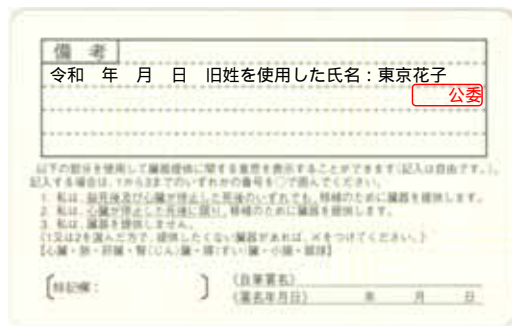 備 考
令和 年 月 日 旧姓を使用した氏名：東京花子
公委
以下の部分を使用して臓器提供に関する意思を表示することができます(記入は自由です。)。
記入する場合は、1から3までのいずれかの番号を○で囲んでください。
1. 私は、脳死後及び心臓が停止した死後のいずれでも、移植のために臓器を提供します。
2. 私は、心臓が停止した死後に限り、移植のために臓器を提供します。
3. 私は、臓器を提供しません。
《1又は2を選んだ方で、提供したくない臓器があれば、×をつけてください。》
【心臓・肺・肝臓・腎(じん)臓・膵(すい)臓・小腸・眼球】
〔特記欄： 〕
《自筆署名》
《署名年月日》 年 月 日